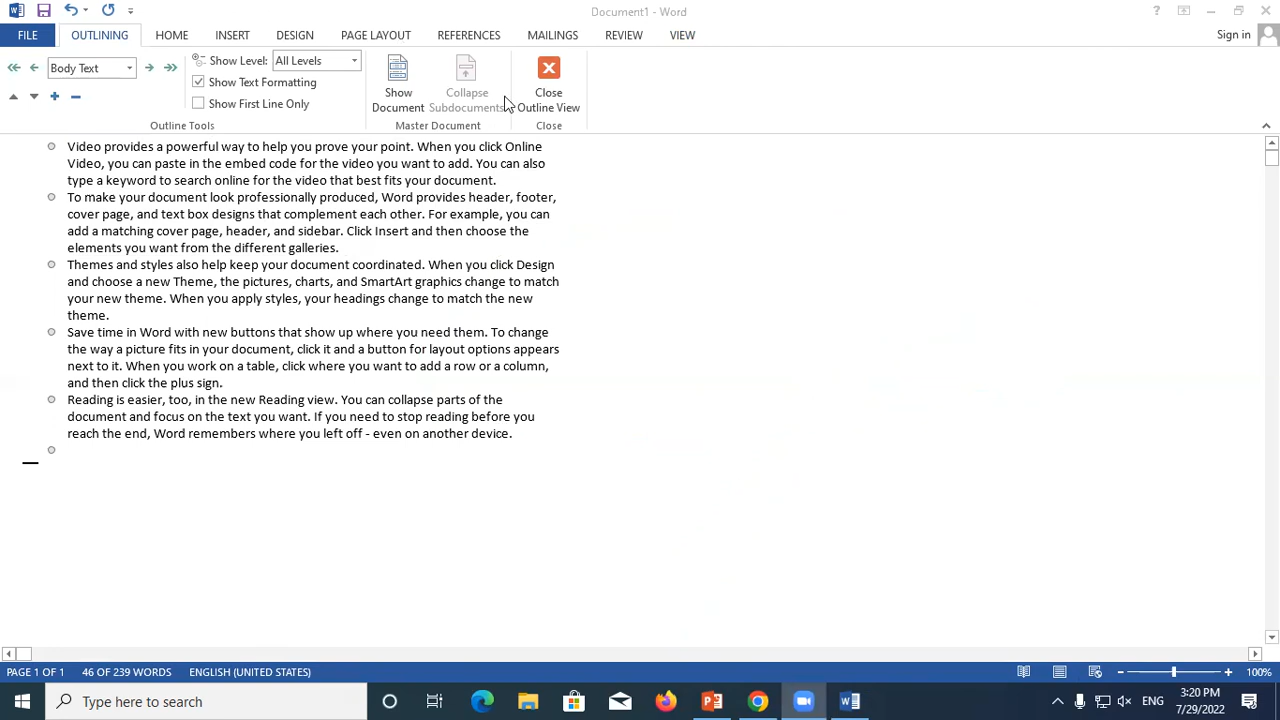 Document1 - Word
?
FILE OUTLINING HOME INSERT DESIGN PAGE LAYOUT REFERENCES MAILINGS REVIEW VIEW Sign in
Body Text
Show Level: All Levels
Show Text Formatting
Show First Line Only
Show Document
Collapse Subdocuments
Close Outline View
Outline Tools Master Document Close
Video provides a powerful way to help you prove your point. When you click Online
Video, you can paste in the embed code for the video you want to add. You can also
type a keyword to search online for the video that best fits your document.
To make your document look professionally produced, Word provides header, footer,
cover page, and text box designs that complement each other. For example, you can
add a matching cover page, header, and sidebar. Click Insert and then choose the
elements you want from the different galleries.
Themes and styles also help keep your document coordinated. When you click Design
and choose a new Theme, the pictures, charts, and SmartArt graphics change to match
your new theme. When you apply styles, your headings change to match the new
theme.
Save time in Word with new buttons that show up where you need them. To change
the way a picture fits in your document, click it and a button for layout options appears
next to it. When you work on a table, click where you want to add a row or a column,
and then click the plus sign.
Reading is easier, too, in the new Reading view. You can collapse parts of the
document and focus on the text you want. If you need to stop reading before you
reach the end, Word remembers where you left off - even on another device.
PAGE 1 OF 1 46 OF 239 WORDS ENGLISH (UNITED STATES) 100%
Type here to search
ENG
3:20 PM
7/29/2022